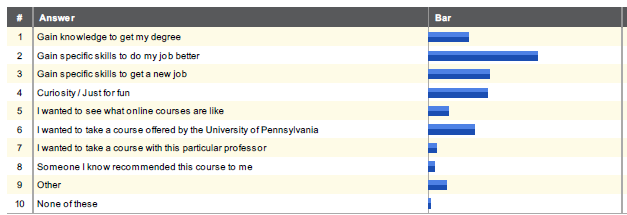 # Answer Bar
1 Gain knowledge to get my degree
2 Gain specific skills to do my job better
3 Gain specific skills to get a new job
4 Curiosity / Just for fun
5 I wanted to see what online courses are like
6 I wanted to take a course offered by the University of Pennsylvania
7 I wanted to take a course with this particular professor
8 Someone I know recommended this course to me
9 Other
10 None of these